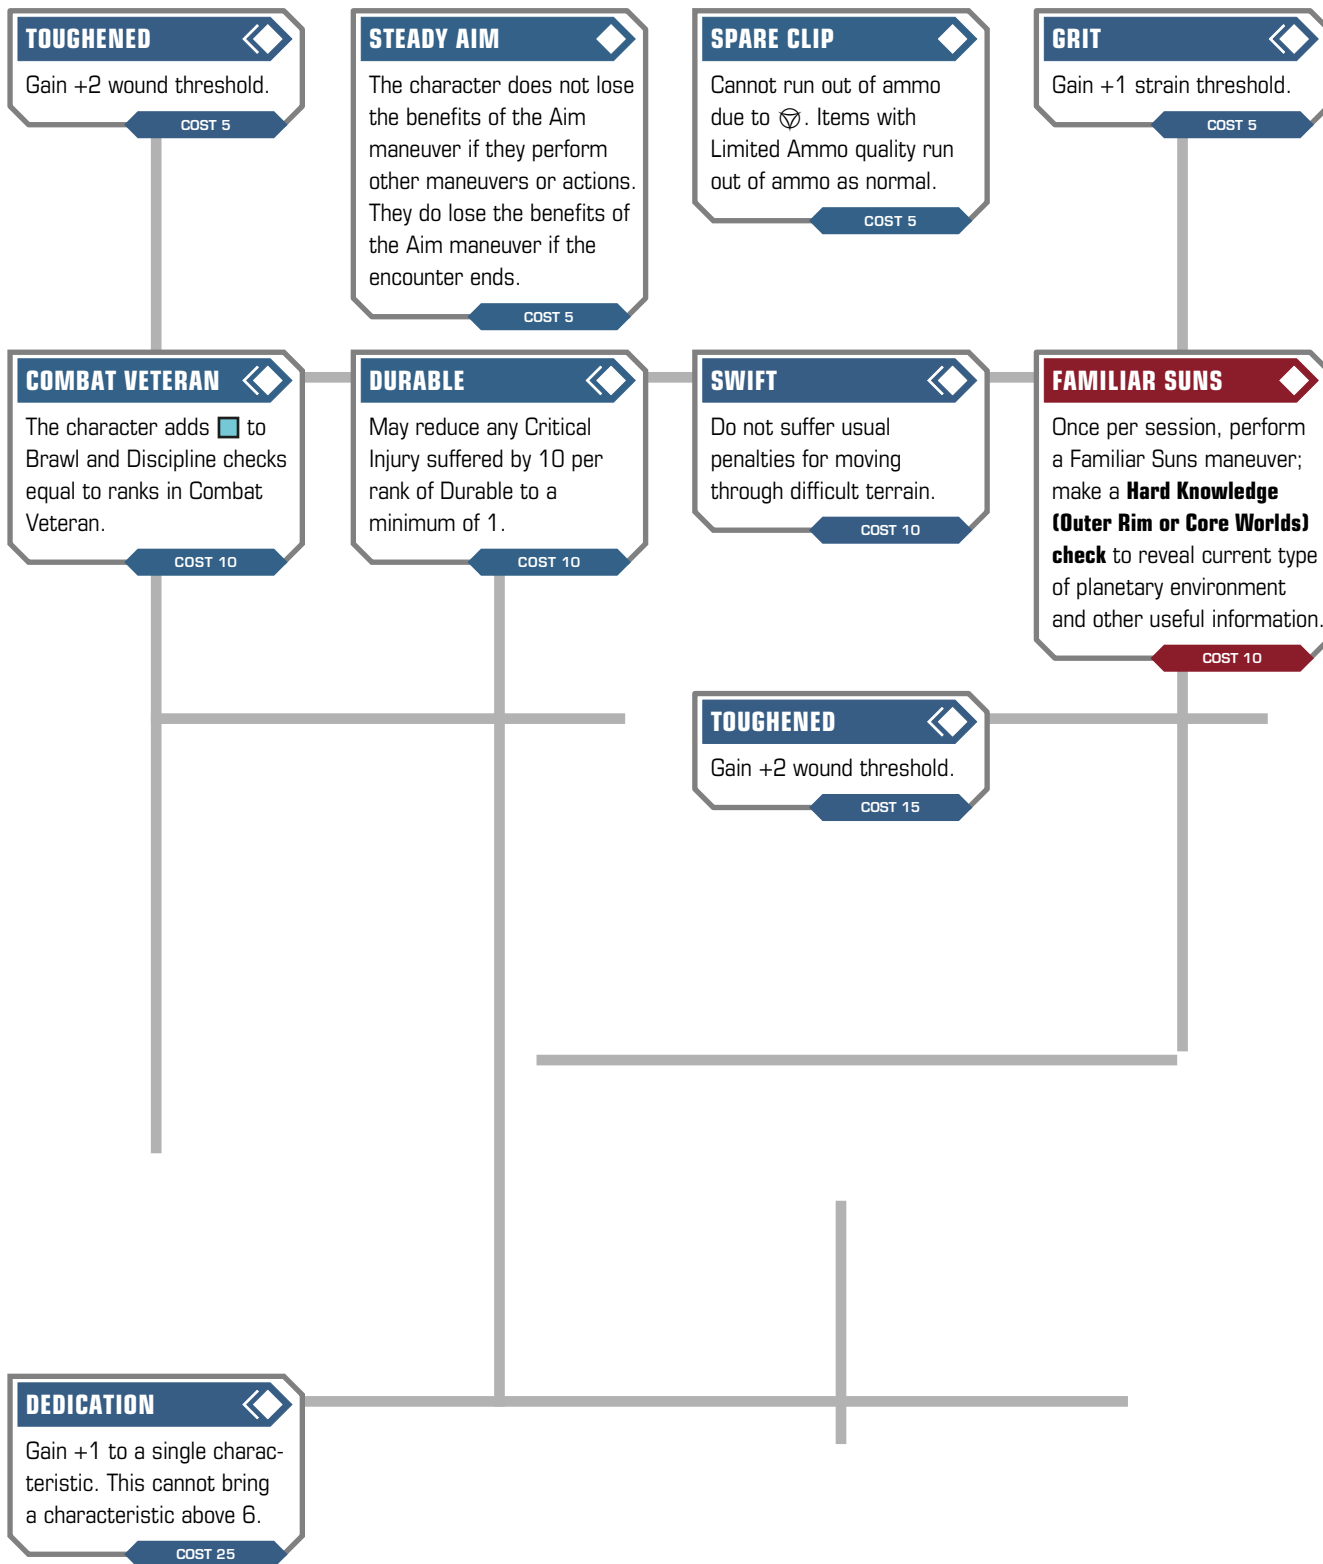 TOUGHENED
Gain +2 wound threshold.
COST 5
STEADY AIM
The character does not lose
the benefits of the Aim
maneuver if they perform
other maneuvers or actions.
They do lose the benefits of
the Aim maneuver if the
encounter ends.
COST 5
SPARE CLIP
Cannot run out of ammo
due to . Items with
Limited Ammo quality run
out of ammo as normal.
COST 5
GRIT
Gain +1 strain threshold.
COST 5
COMBAT VETERAN
The character adds to
Brawl and Discipline checks
equal to ranks in Combat
Veteran.
COST 10
DURABLE
May reduce any Critical
Injury suffered by 10 per
rank of Durable to a
minimum of 1.
COST 10
SWIFT
Do not suffer usual
penalties for moving
through difficult terrain.
COST 10
FAMILIAR SUNS
Once per session, perform
a Familiar Suns maneuver;
make a Hard Knowledge
(Outer Rim or Core Worlds)
check to reveal current type
of planetary environment
and other useful information.
COST 10
TOUGHENED
Gain +2 wound threshold.
COST 15
DEDICATION
Gain +1 to a single charac-
teristic. This cannot bring
a characteristic above 6.
COST 25